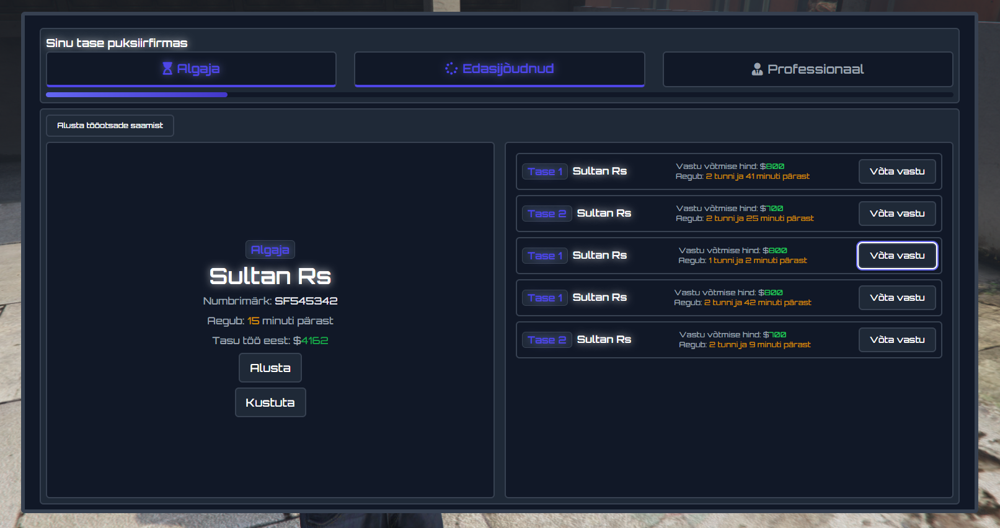 Sinu tase puksiirfirmas
Algaja
Edasijõudnud
Professionaal
Alusta tööotsade saamist
Algaja
Sultan Rs
Numbrimärk: SF545342
Aegub: 15 minuti pärast
Tasu töö eest: $4162
Alusta
Kustuta
Tase 1 Sultan Rs
Vastu võtmise hind: $800
Aegub: 2 tunni ja 41 minuti pärast
Võta vastu
Tase 2 Sultan Rs
Vastu võtmise hind: $700
Aegub: 2 tunni ja 25 minuti pärast
Võta vastu
Tase 1 Sultan Rs
Vastu võtmise hind: $800
Aegub: 1 tunni ja 2 minuti pärast
Võta vastu
Tase 1 Sultan Rs
Vastu võtmise hind: $800
Aegub: 2 tunni ja 42 minuti pärast
Võta vastu
Tase 2 Sultan Rs
Vastu võtmise hind: $700
Aegub: 2 tunni ja 9 minuti pärast
Võta vastu